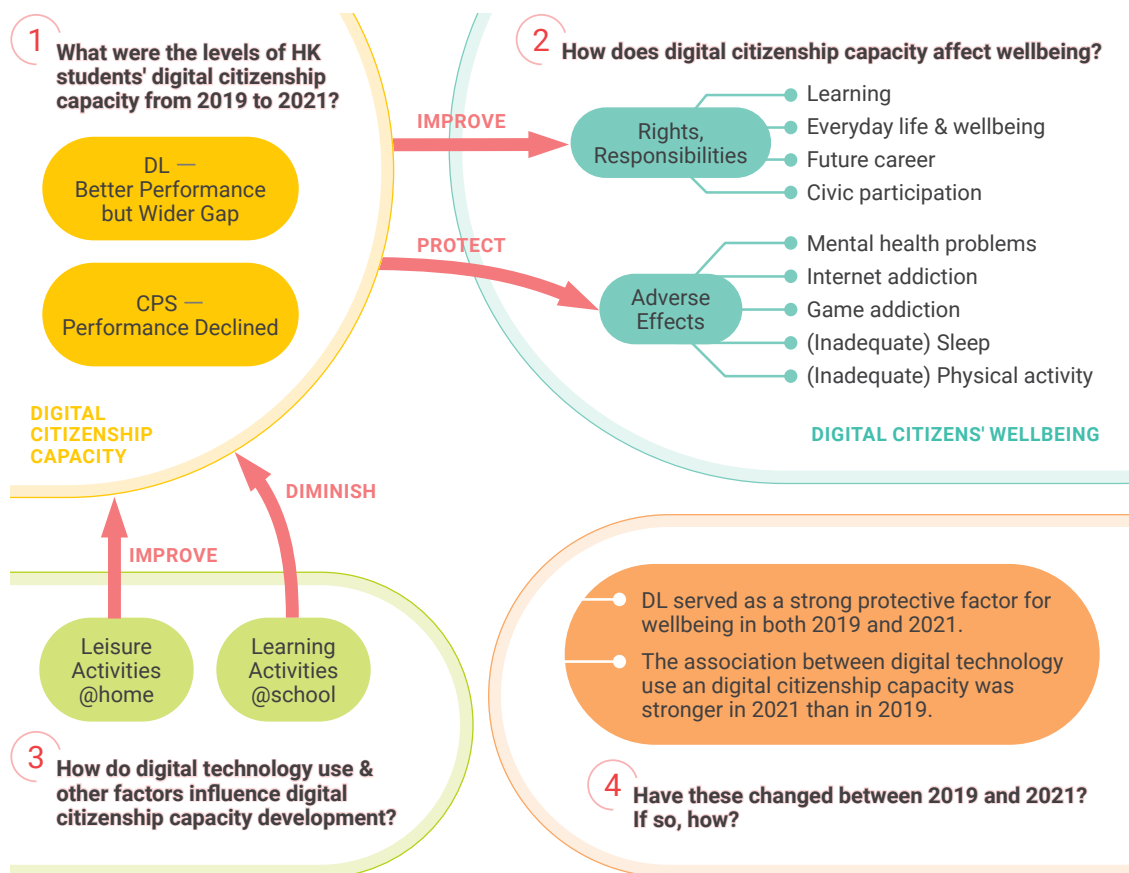 1
What were the levels of HK
students' digital citizenship
capacity from 2019 to 2021?
DL —
Better Performance
but Wider Gap
CPS —
Performance Declined
DIGITAL
CITIZENSHIP
CAPACITY
IMPROVE
PROTECT
2
How does digital citizenship capacity affect wellbeing?
Rights,
Responsibilities
Learning
Everyday life & wellbeing
Future career
Civic participation
Adverse
Effects
Mental health problems
Internet addiction
Game addiction
(Inadequate) Sleep
(Inadequate) Physical activity
DIGITAL CITIZENS' WELLBEING
IMPROVE
DIMINISH
Leisure
Activities
@home
Learning
Activities
@school
3
How do digital technology use &
other factors influence digital
citizenship capacity development?
DL served as a strong protective factor for
wellbeing in both 2019 and 2021.
The association between digital technology
use an digital citizenship capacity was
stronger in 2021 than in 2019.
4
Have these changed between 2019 and 2021?
If so, how?